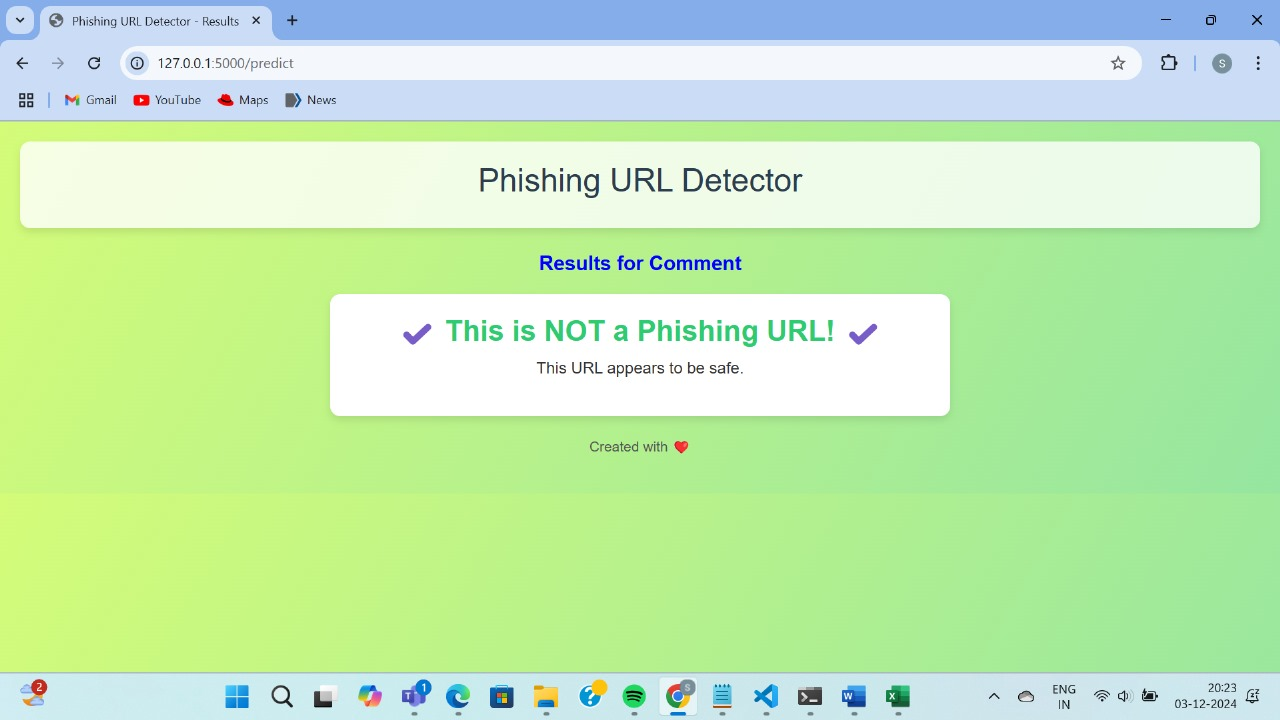 Phishing URL Detector - Results
127.0.0.1:5000/predict
S
Gmail
YouTube
Maps
News
Phishing URL Detector
Results for Comment
This is NOT a Phishing URL!
This URL appears to be safe.
Created with
2
1
S
ENG
IN
20:23
03-12-2024